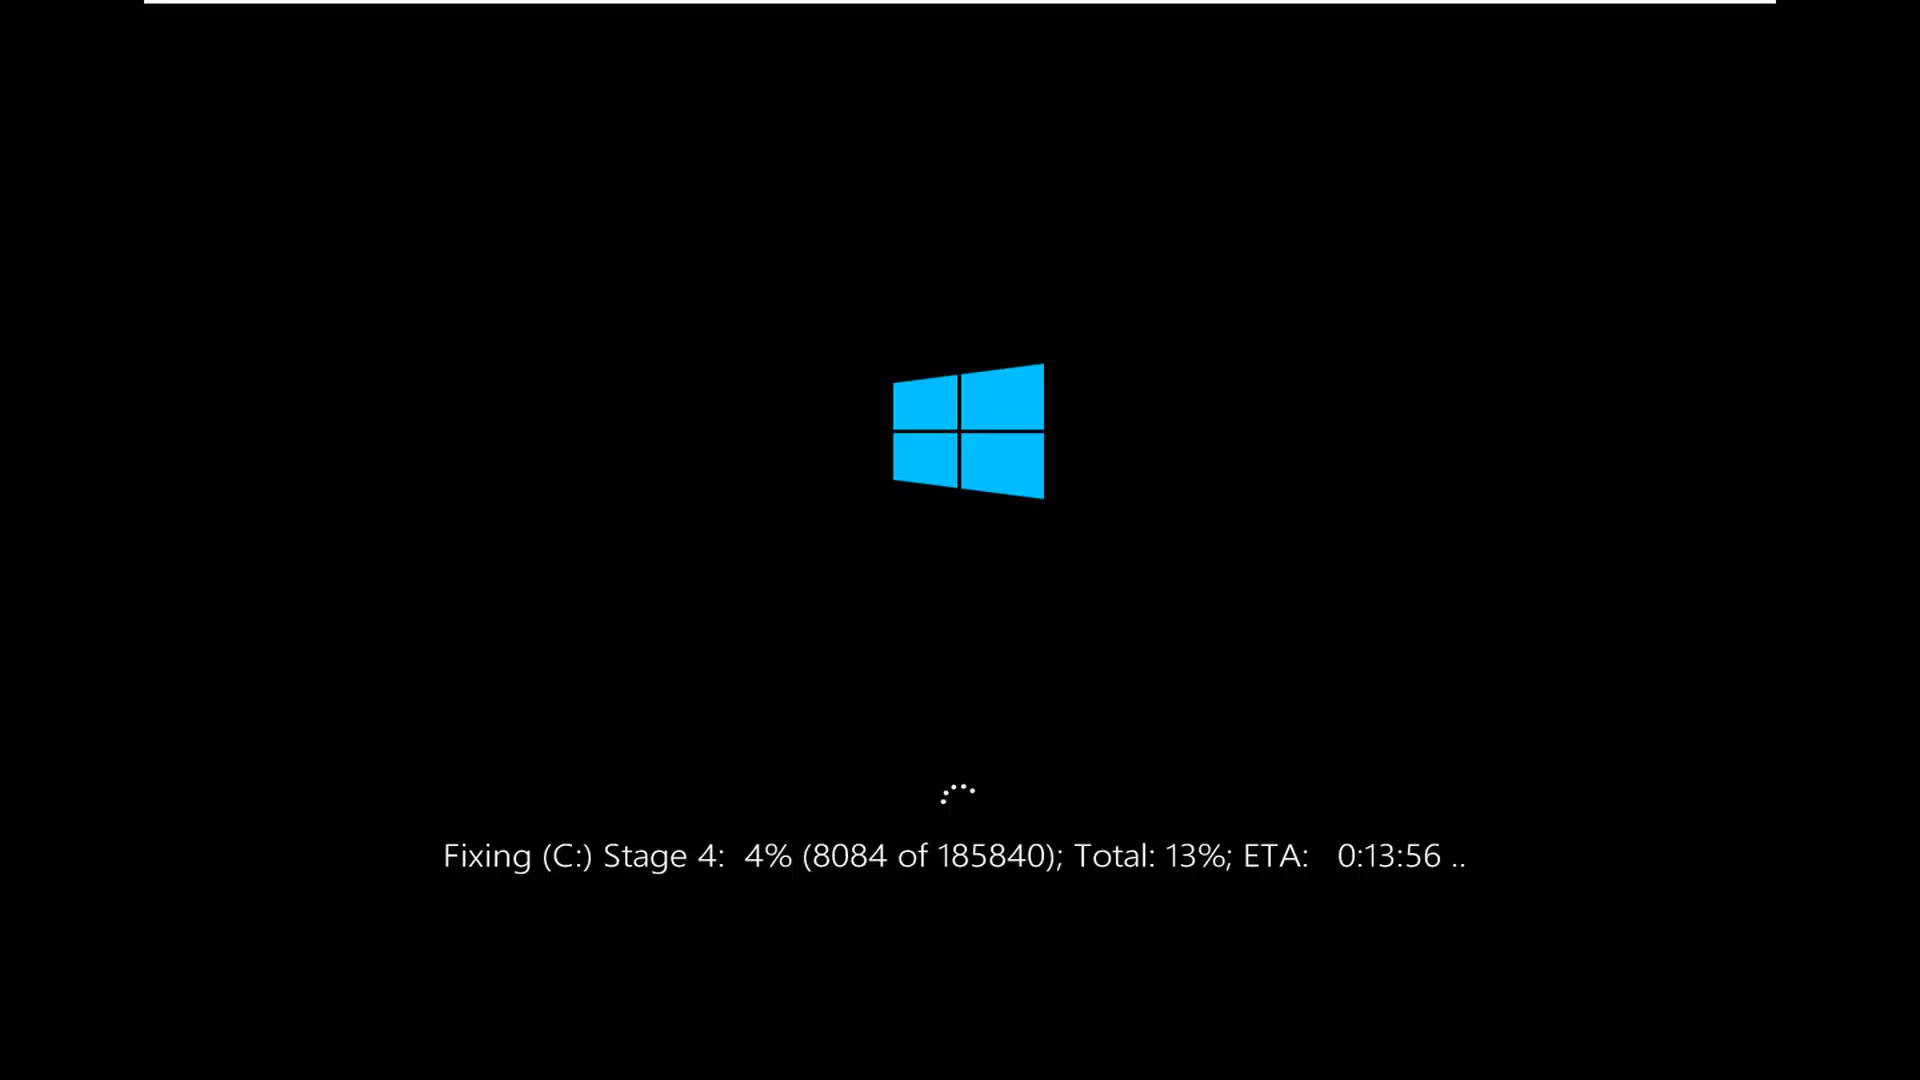 Fixing (C:) Stage 4:  4% (8084 of 185840); Total: 13%; ETA:   0:13:56 ..